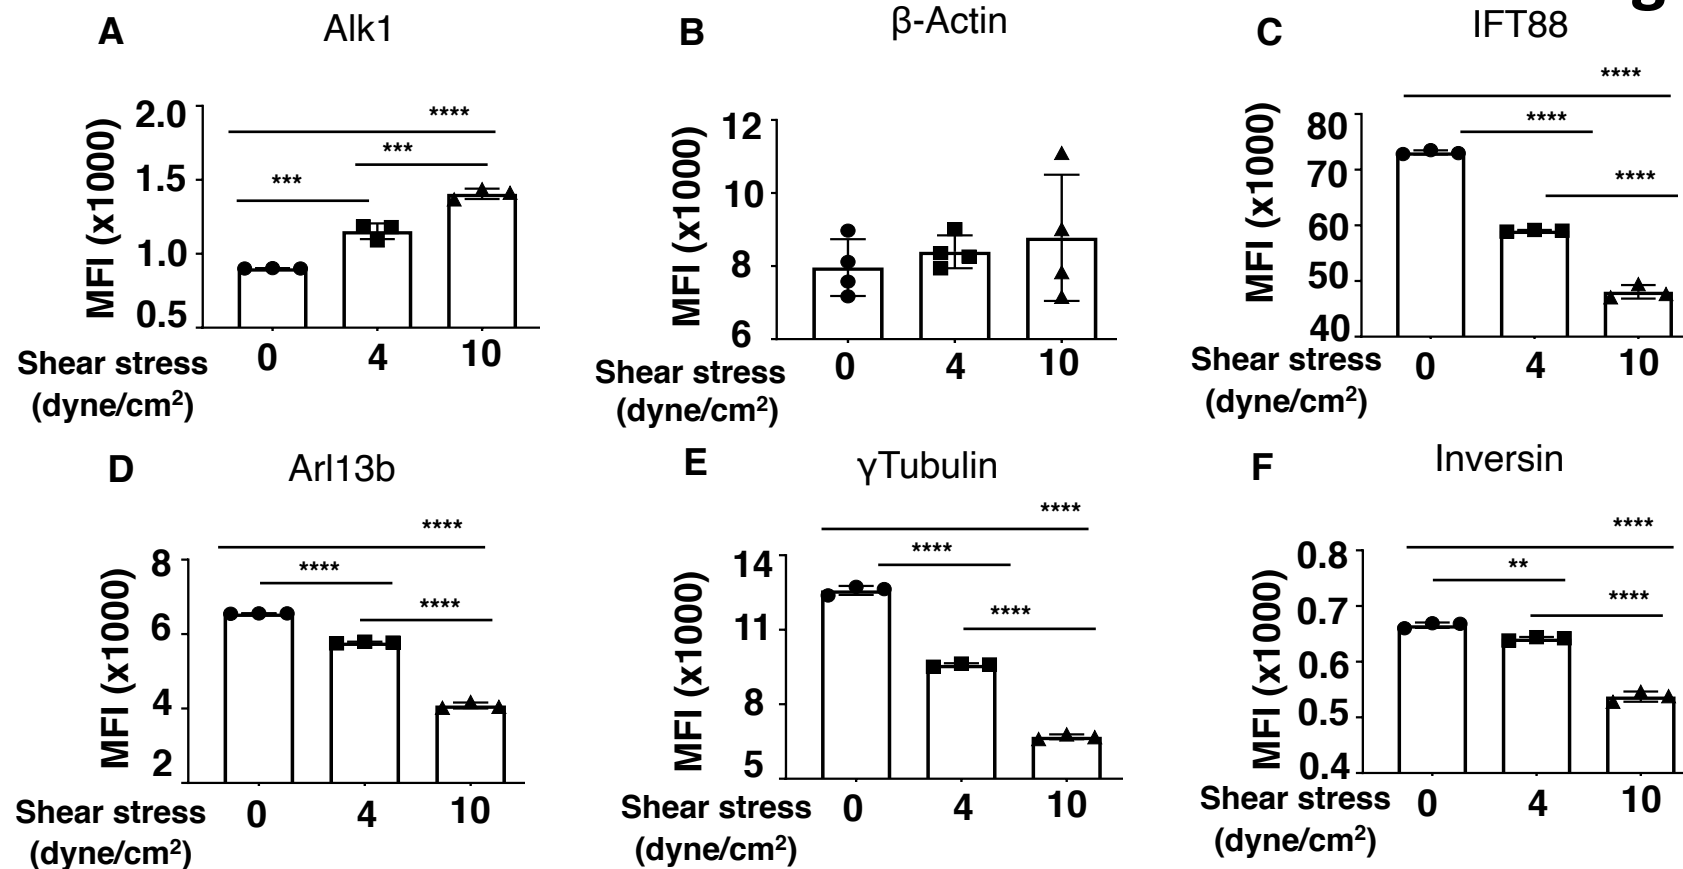 A Alk1
MFI (x1000)
2.0
1.5
1.0
0.5
****
***
***
0 4 10
Shear stress
(dyne/cm²)
B β-Actin
MFI (x1000)
12
10
8
6
0 4 10
Shear stress
(dyne/cm²)
C IFT88
MFI (x1000)
80
70
60
50
40
****
****
****
0 4 10
Shear stress
(dyne/cm²)
D Arl13b
MFI (x1000)
8
6
4
2
****
****
****
0 4 10
Shear stress
(dyne/cm²)
E γTubulin
MFI (x1000)
14
11
8
5
****
****
****
0 4 10
Shear stress
(dyne/cm²)
F Inversin
MFI (x1000)
0.8
0.7
0.6
0.5
0.4
****
**
****
0 4 10
Shear stress
(dyne/cm²)